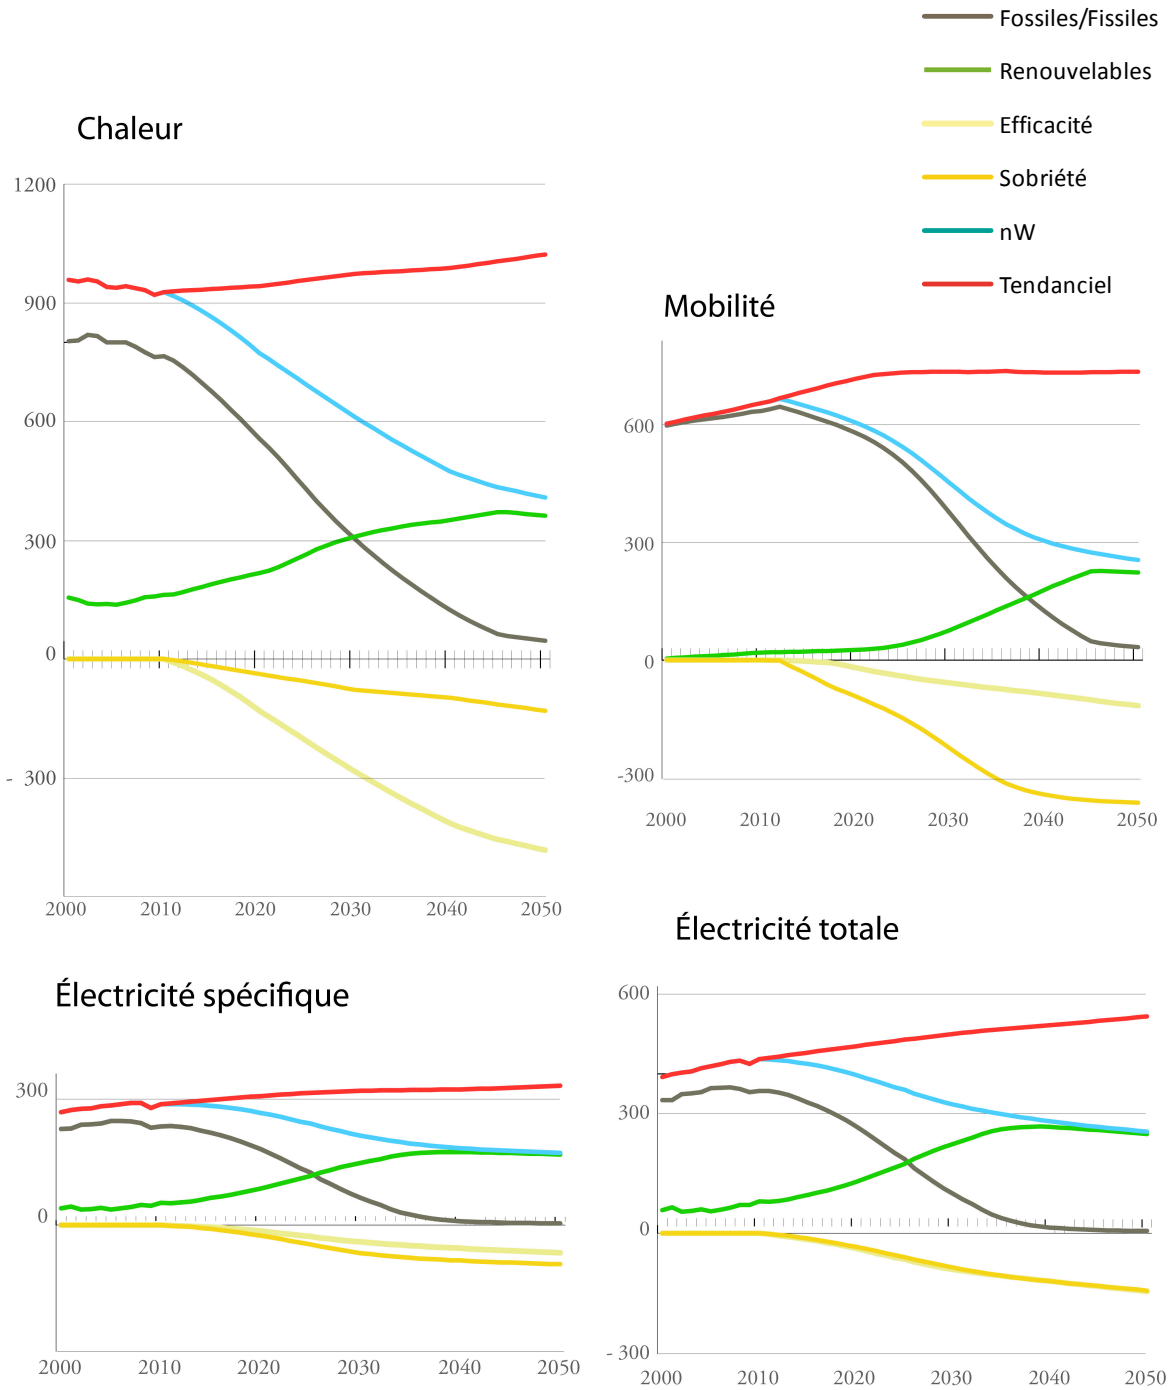 Fossiles/Fissiles
Renouvelables
Efficacité
Sobriété
nW
Tendanciel
Chaleur
1200
900
600
300
0
- 300
2000 2010 2020 2030 2040 2050
Mobilité
600
300
0
-300
2000 2010 2020 2030 2040 2050
Électricité spécifique
300
0
2000 2010 2020 2030 2040 2050
Électricité totale
600
300
0
- 300
2000 2010 2020 2030 2040 2050